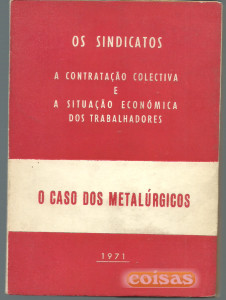 OS SINDICATOS
A CONTRATAÇÃO COLECTIVA
E
A SITUAÇÃO ECONÓMICA
DOS TRABALHADORES
O CASO DOS METALÚRGICOS
1971
coisas